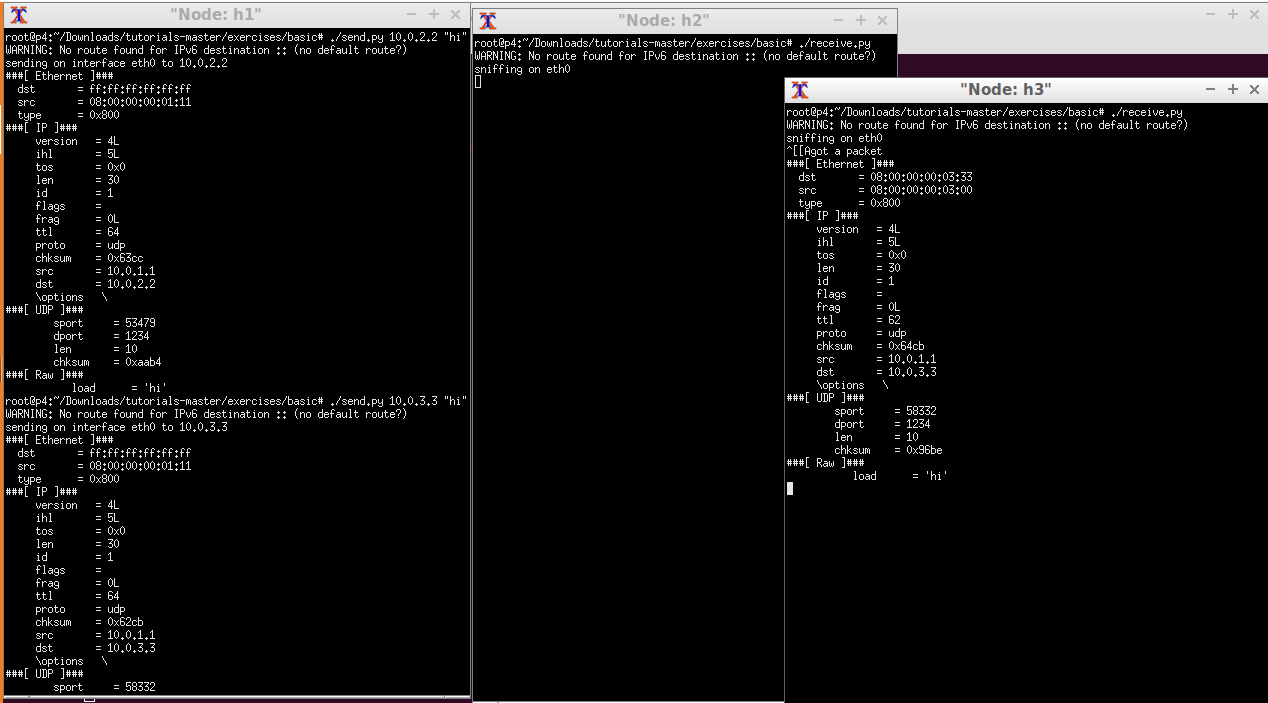 "Node: h1"
root@p4:~/Downloads/tutorials-master/exercises/basic# ./send.py 10.0.2.2 "hi"
WARNING: No route found for IPv6 destination :: (no default route?)
sending on interface eth0 to 10.0.2.2
###[ Ethernet ]###
dst = ff:ff:ff:ff:ff:ff
src = 08:00:00:00:01:11
type = 0x800
###[ IP ]###
version = 4L
ihl = 5L
tos = 0x0
len = 30
id = 1
flags =
frag = 0L
ttl = 64
proto = udp
chksum = 0x63cc
src = 10.0.1.1
dst = 10.0.2.2
\options \
###[ UDP ]###
sport = 53479
dport = 1234
len = 10
chksum = 0xaab4
###[ Raw ]###
load = 'hi'
root@p4:~/Downloads/tutorials-master/exercises/basic# ./send.py 10.0.3.3 "hi"
WARNING: No route found for IPv6 destination :: (no default route?)
sending on interface eth0 to 10.0.3.3
###[ Ethernet ]###
dst = ff:ff:ff:ff:ff:ff
src = 08:00:00:00:01:11
type = 0x800
###[ IP ]###
version = 4L
ihl = 5L
tos = 0x0
len = 30
id = 1
flags =
frag = 0L
ttl = 64
proto = udp
chksum = 0x62cb
src = 10.0.1.1
dst = 10.0.3.3
\options \
###[ UDP ]###
sport = 58332
"Node: h2"
root@p4:~/Downloads/tutorials-master/exercises/basic# ./receive.py
WARNING: No route found for IPv6 destination :: (no default route?)
sniffing on eth0
"Node: h3"
root@p4:~/Downloads/tutorials-master/exercises/basic# ./receive.py
WARNING: No route found for IPv6 destination :: (no default route?)
sniffing on eth0
^[[Agot a packet
###[ Ethernet ]###
dst = 08:00:00:00:03:33
src = 08:00:00:00:03:00
type = 0x800
###[ IP ]###
version = 4L
ihl = 5L
tos = 0x0
len = 30
id = 1
flags =
frag = 0L
ttl = 62
proto = udp
chksum = 0x64cb
src = 10.0.1.1
dst = 10.0.3.3
\options \
###[ UDP ]###
sport = 58332
dport = 1234
len = 10
chksum = 0x96be
###[ Raw ]###
load = 'hi'